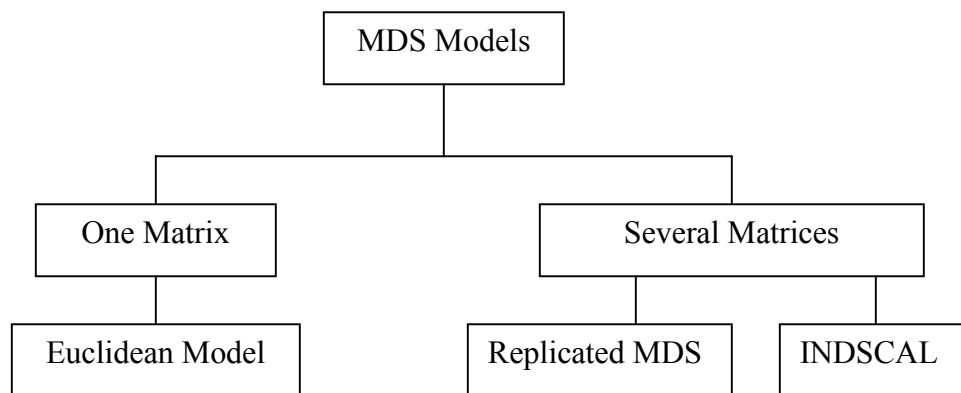 MDS Models
One Matrix
Several Matrices
Euclidean Model
Replicated MDS
INDSCAL